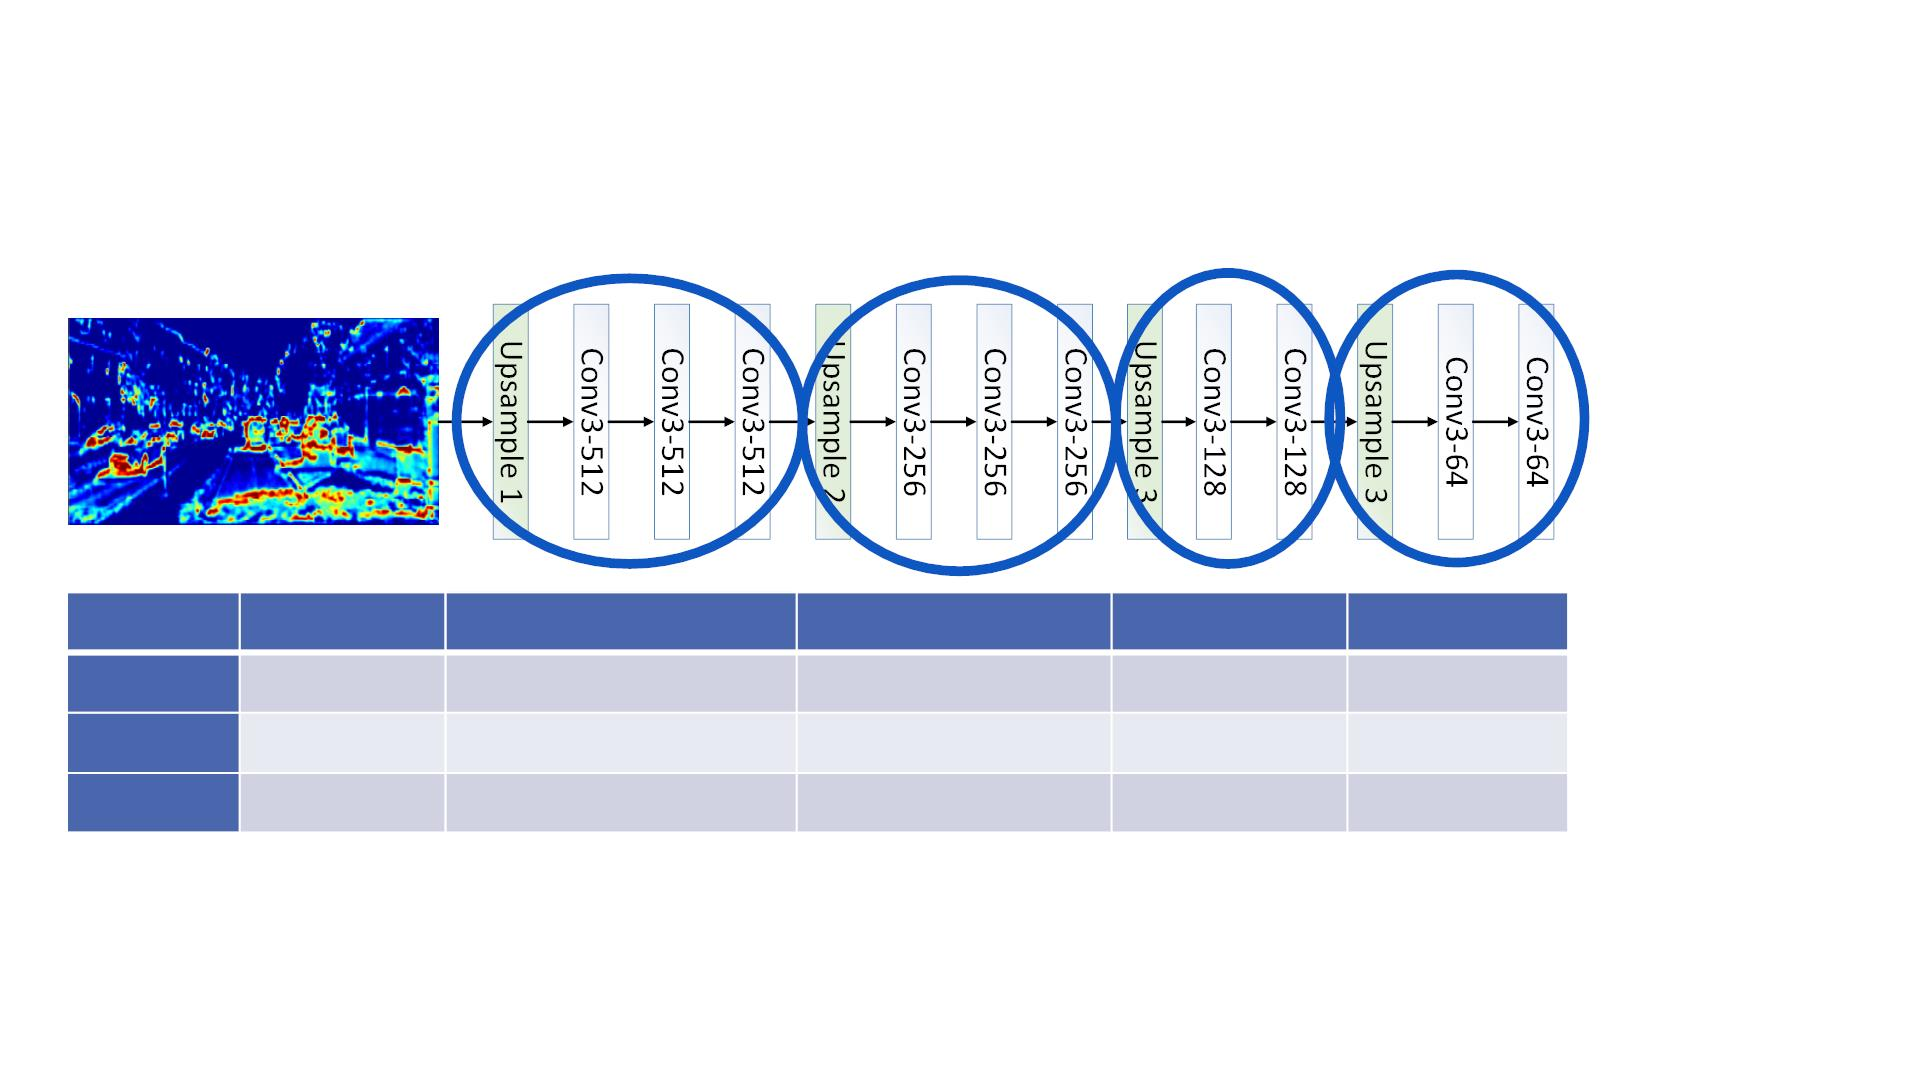 Upsample 1
Conv3-512
Conv3-512
Conv3-512
Upsample 2
Conv3-256
Conv3-256
Conv3-256
Upsample 3
Conv3-128
Conv3-128
Upsample 3
Conv3-64
Conv3-64